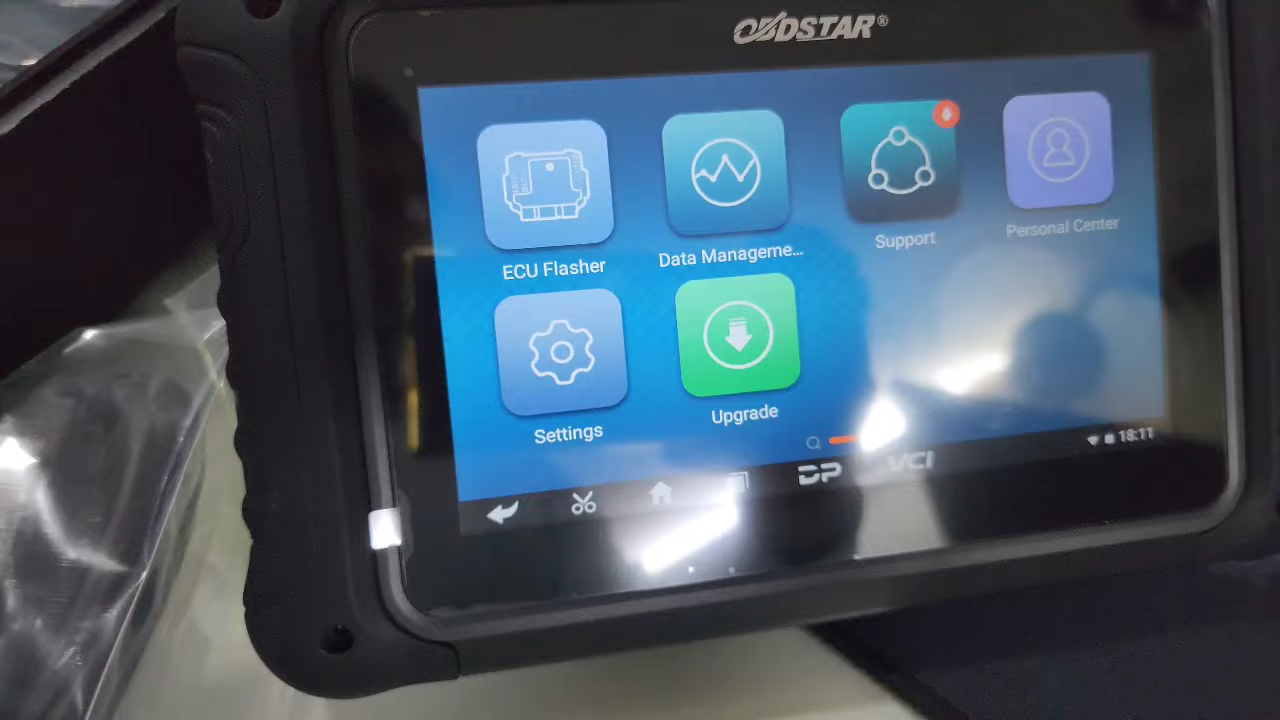 OBDSTAR®
ECU Flasher
Data Manageme...
Support
Personal Center
Settings
Upgrade
18:11
DP
VCI